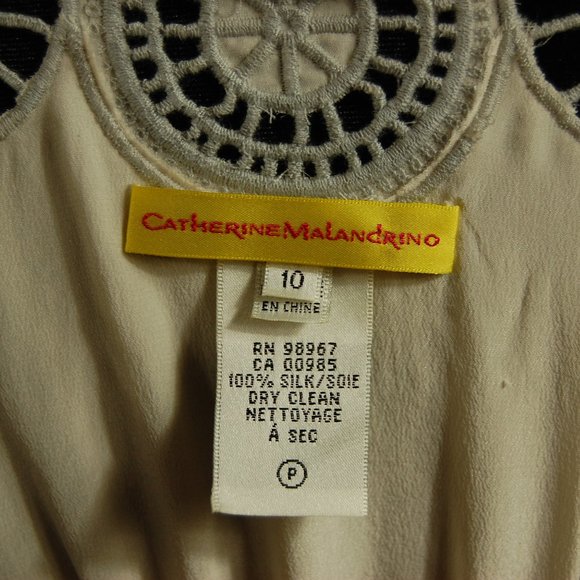 CATHERINE MALANDRINO
10
EN CHINE
RN 98967
CA 00985
100% SILK/SOIE
DRY CLEAN
NETTOYAGE
Á SEC
P